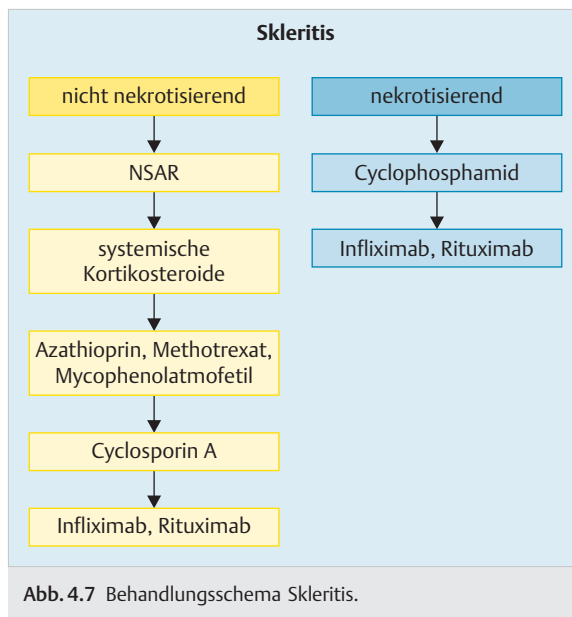 Skleritis
nicht nekrotisierend
NSAR
systemische
Kortikosteroide
Azathioprin, Methotrexat,
Mycophenolatmofetil
Cyclosporin A
Infliximab, Rituximab
nekrotisierend
Cyclophosphamid
Infliximab, Rituximab
Abb. 4.7 Behandlungsschema Skleritis.